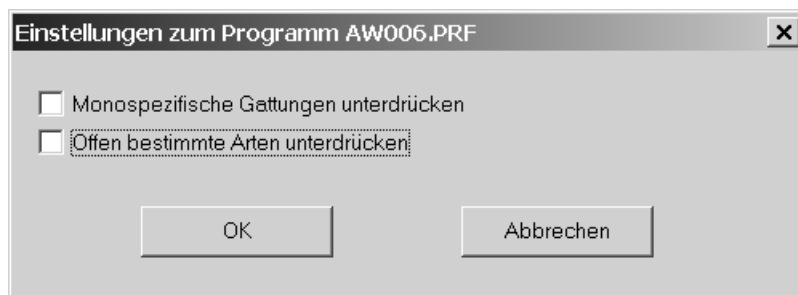 Einstellungen zum Programm AW006.PRF
Monospezifische Gattungen unterdrücken
Offen bestimmte Arten unterdrücken
OK
Abbrechen